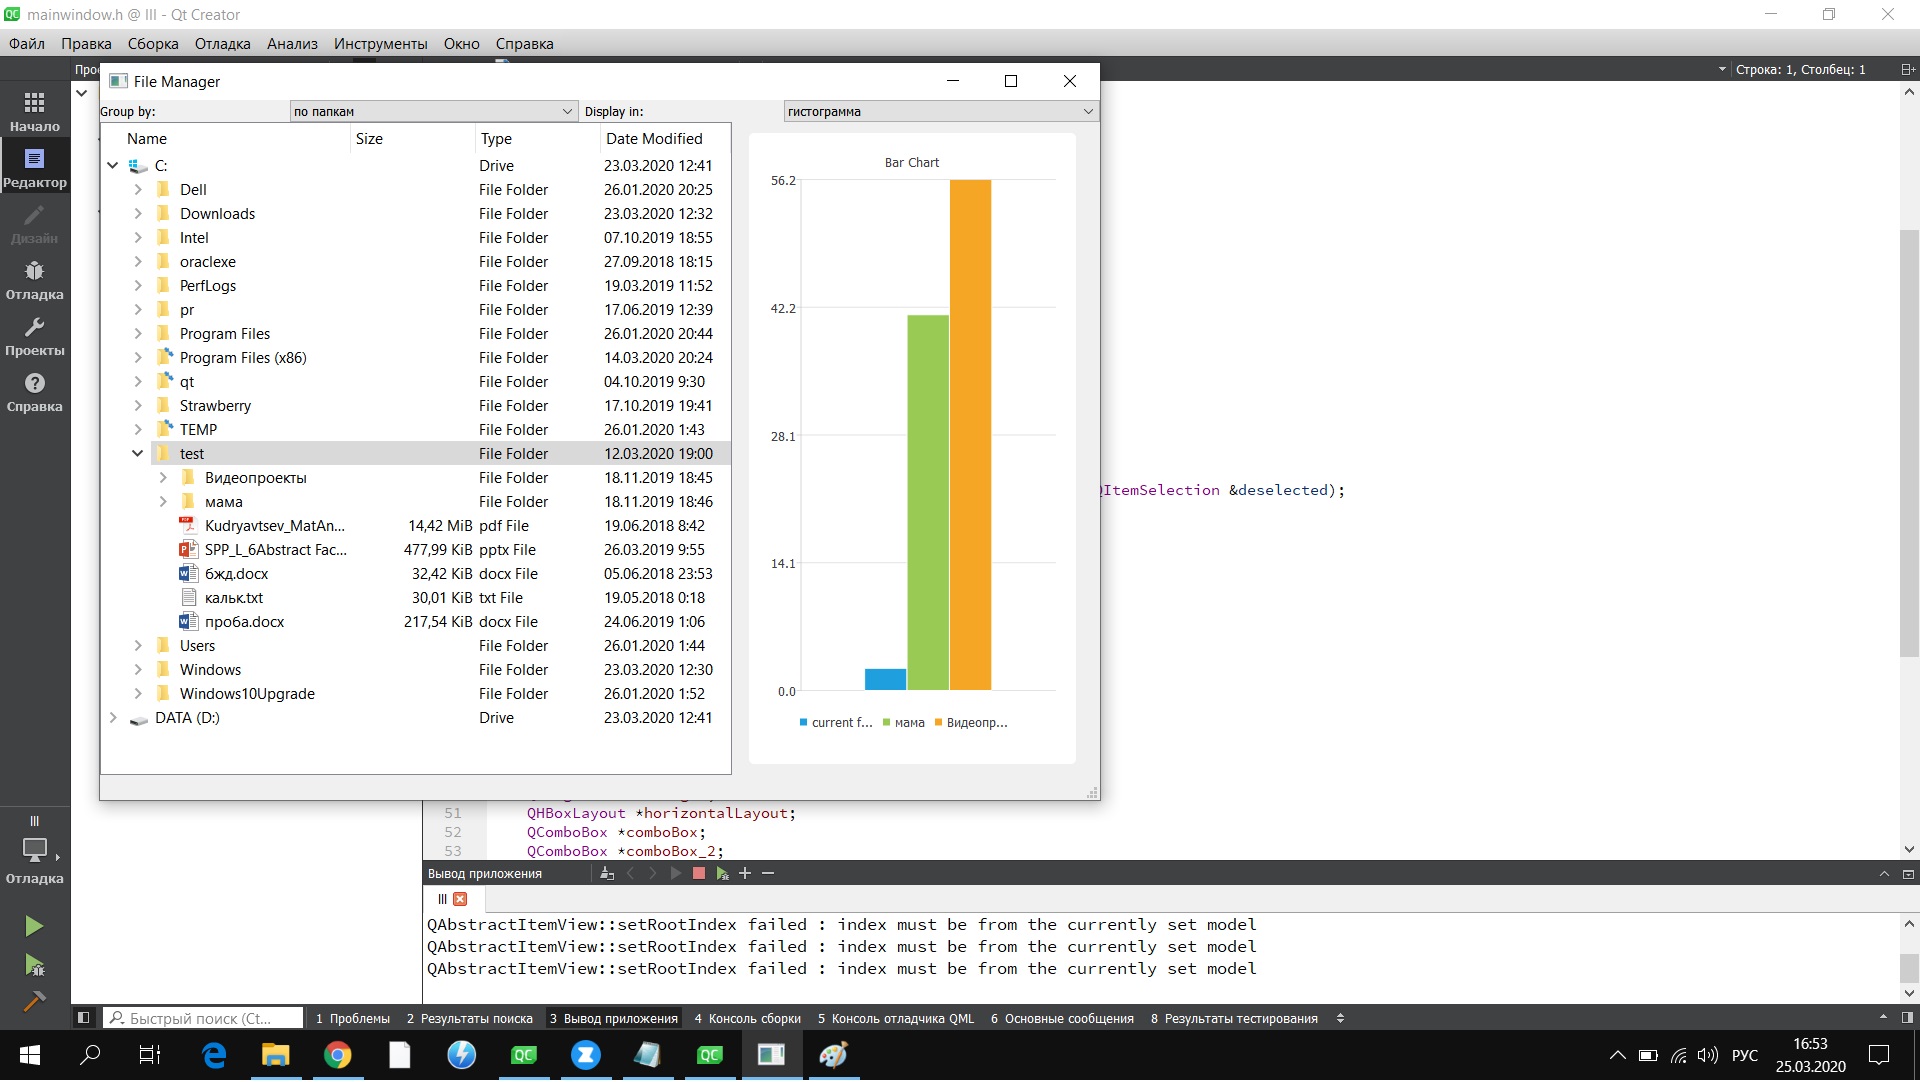 mainwindow.h @ III - Qt Creator
Файл Правка Сборка Отладка Анализ Инструменты Окно Справка
Строка: 1, Столбец: 1
File Manager
Group by: по папкам Display in: гистограмма
Name Size Type Date Modified
C: Drive 23.03.2020 12:41
Dell File Folder 26.01.2020 20:25
Downloads File Folder 23.03.2020 12:32
Intel File Folder 07.10.2019 18:55
oraclexe File Folder 27.09.2018 18:15
PerfLogs File Folder 19.03.2019 11:52
pr File Folder 17.06.2019 12:39
Program Files File Folder 26.01.2020 20:44
Program Files (x86) File Folder 14.03.2020 20:24
qt File Folder 04.10.2019 9:30
Strawberry File Folder 17.10.2019 19:41
TEMP File Folder 26.01.2020 1:43
test File Folder 12.03.2020 19:00
Видеопроекты File Folder 18.11.2019 18:45
мама File Folder 18.11.2019 18:46
Kudryavtsev_MatAn... 14,42 MiB pdf File 19.06.2018 8:42
SPP_L_6Abstract Fac... 477,99 KiB pptx File 26.03.2019 9:55
бжд.docx 32,42 KiB docx File 05.06.2018 23:53
кальк.txt 30,01 KiB txt File 19.05.2018 0:18
проба.docx 217,54 KiB docx File 24.06.2019 1:06
Users File Folder 26.01.2020 1:44
Windows File Folder 23.03.2020 12:30
Windows10Upgrade File Folder 26.01.2020 1:52
DATA (D:) Drive 23.03.2020 12:41
Bar Chart
56.2
42.2
28.1
14.1
0.0
current f... мама Видеопр...
Начало
Редактор
Дизайн
Отладка
Проекты
Справка
III
Отладка
QItemSelection &deselected);
51 QHBoxLayout *horizontalLayout;
52 QComboBox *comboBox;
53 QComboBox *comboBox_2;
Вывод приложения
III
QAbstractItemView::setRootIndex failed : index must be from the currently set model
QAbstractItemView::setRootIndex failed : index must be from the currently set model
QAbstractItemView::setRootIndex failed : index must be from the currently set model
Быстрый поиск (Ct... 1 Проблемы 2 Результаты поиска 3 Вывод приложения 4 Консоль сборки 5 Консоль отладчика QML 6 Основные сообщения 8 Результаты тестирования
РУС
16:53
25.03.2020